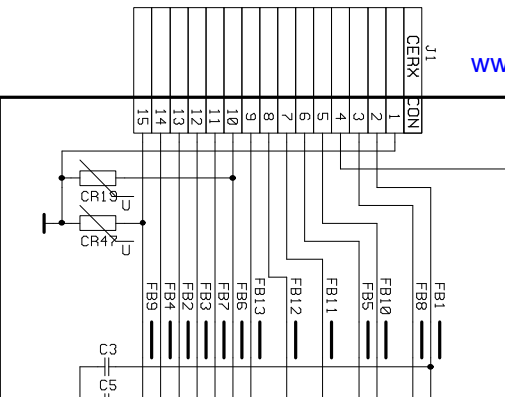 J1
CERX CON
ww
15 14 13 12 11 10 9 8 7 6 5 4 3 2 1
CR19
U
CR47
U
FB9 FB4 FB2 FB3 FB7 FB6 FB13 FB12 FB11 FB5 FB10 FB8 FB1
C3
C5